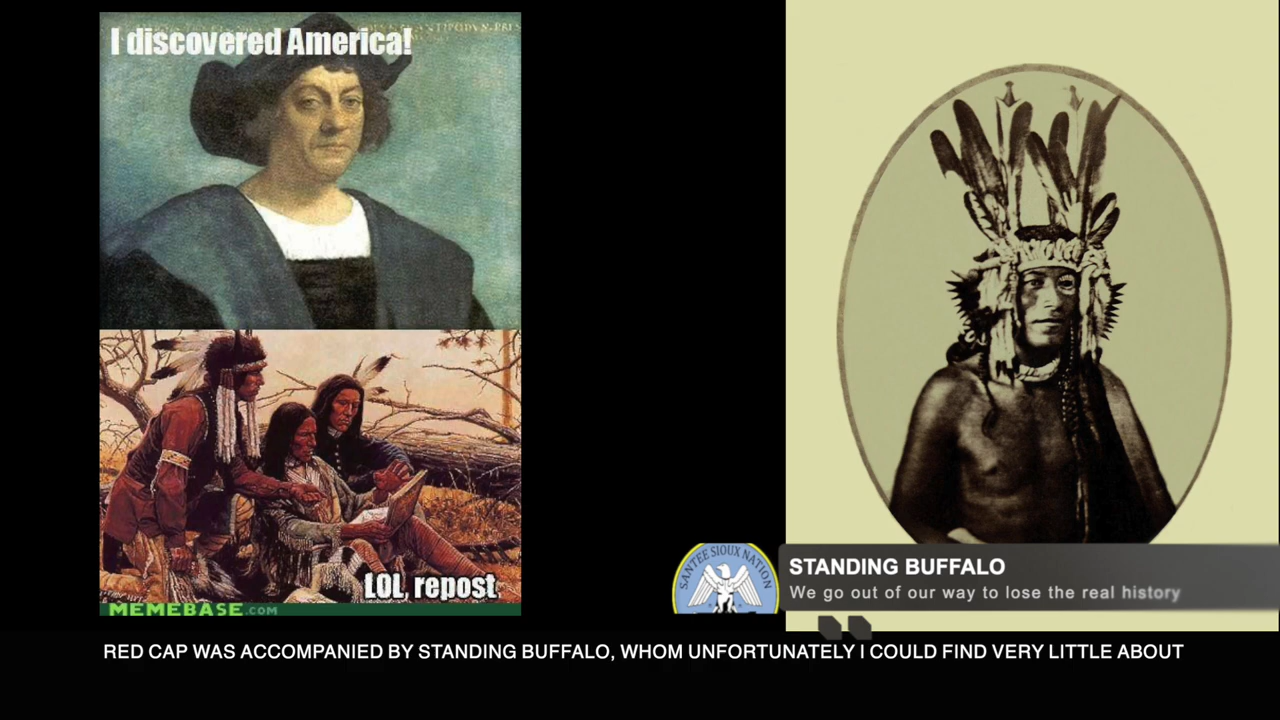 I discovered America!
LOL, repost
MEMEBASE.COM
SANTEE SIOUX NATION
STANDING BUFFALO
We go out of our way to lose the real history
RED CAP WAS ACCOMPANIED BY STANDING BUFFALO, WHOM UNFORTUNATELY I COULD FIND VERY LITTLE ABOUT